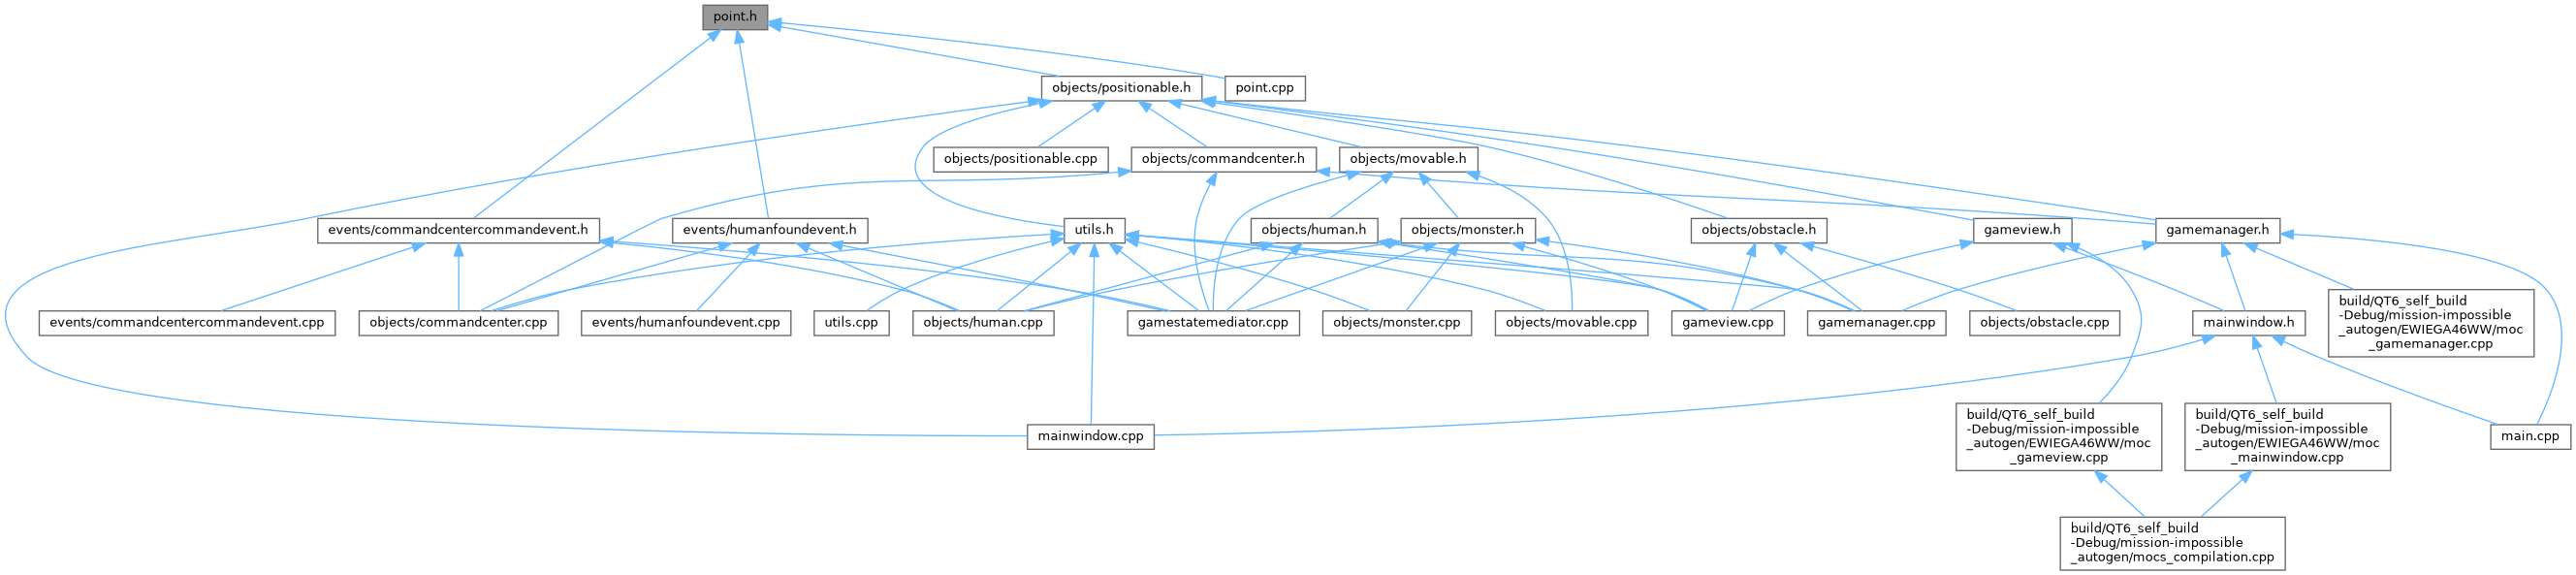 point.h
objects/positionable.h
point.cpp
objects/positionable.cpp
objects/commandcenter.h
objects/movable.h
events/commandcentercommandevent.h
events/humanfoundevent.h
utils.h
objects/human.h
objects/monster.h
objects/obstacle.h
gameview.h
gamemanager.h
events/commandcentercommandevent.cpp
objects/commandcenter.cpp
events/humanfoundevent.cpp
utils.cpp
objects/human.cpp
gamestatemediator.cpp
objects/monster.cpp
objects/movable.cpp
gameview.cpp
gamemanager.cpp
objects/obstacle.cpp
mainwindow.h
build/QT6_self_build
-Debug/mission-impossible
_autogen/EWIEGA46WW/moc
_gamemanager.cpp
mainwindow.cpp
build/QT6_self_build
-Debug/mission-impossible
_autogen/EWIEGA46WW/moc
_gameview.cpp
build/QT6_self_build
-Debug/mission-impossible
_autogen/EWIEGA46WW/moc
_mainwindow.cpp
main.cpp
build/QT6_self_build
-Debug/mission-impossible
_autogen/mocs_compilation.cpp